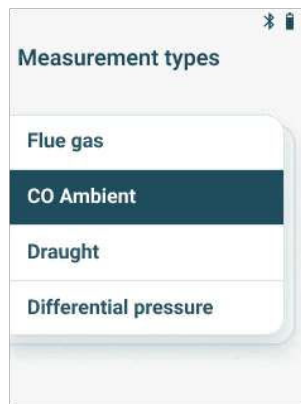 Measurement types
Flue gas
CO Ambient
Draught
Differential pressure